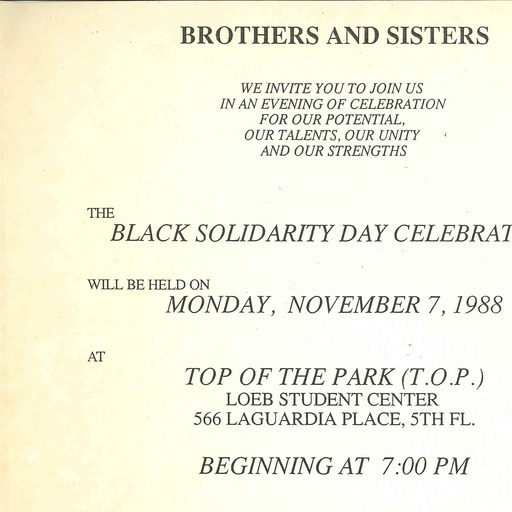 BROTHERS AND SISTERS
WE INVITE YOU TO JOIN US
IN AN EVENING OF CELEBRATION
FOR OUR POTENTIAL,
OUR TALENTS, OUR UNITY
AND OUR STRENGTHS
THE
BLACK SOLIDARITY DAY CELEBRAT
WILL BE HELD ON
MONDAY, NOVEMBER 7, 1988
AT
TOP OF THE PARK (T.O.P.)
LOEB STUDENT CENTER
566 LAGUARDIA PLACE, 5TH FL.
BEGINNING AT 7:00 PM